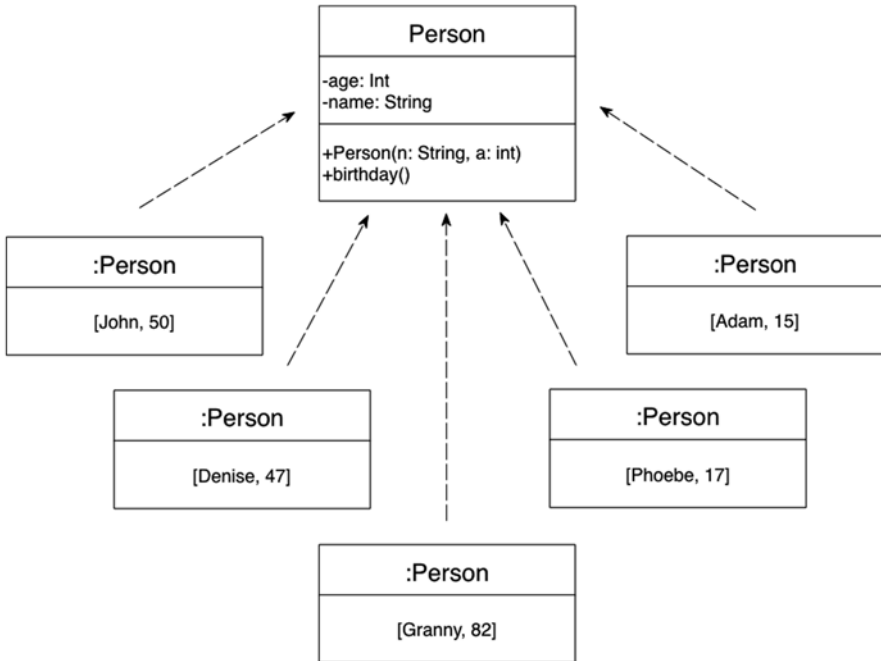 Person
-age: Int
-name: String
+Person(n: String, a: int)
+birthday()
:Person
[John, 50]
:Person
[Adam, 15]
:Person
[Denise, 47]
:Person
[Phoebe, 17]
:Person
[Granny, 82]